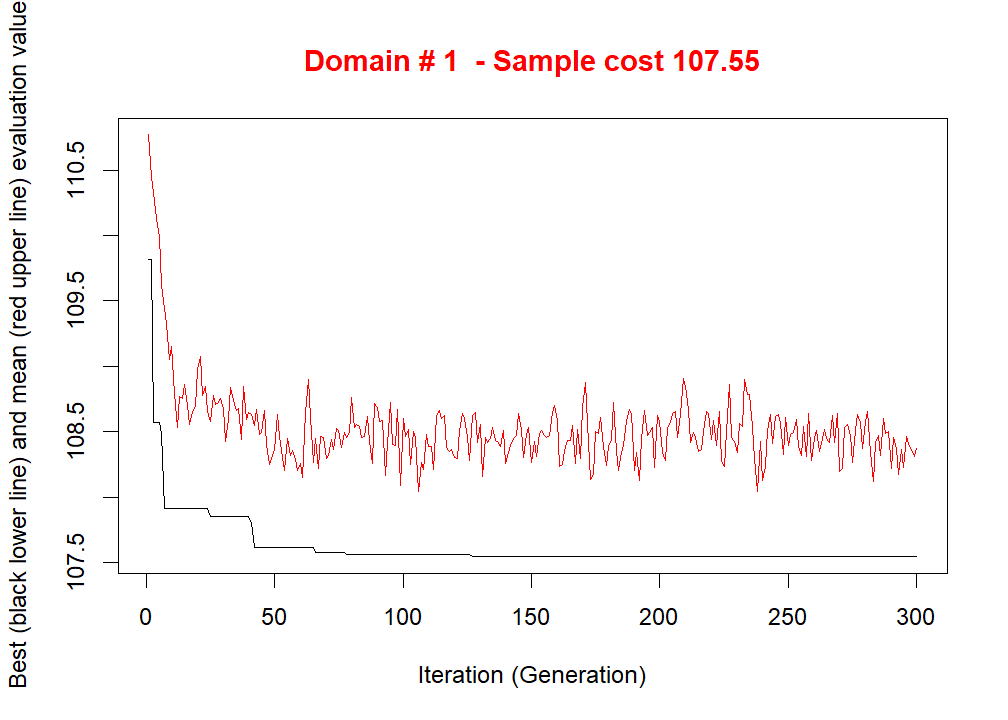 Domain # 1  - Sample cost 107.55
Best (black lower line) and mean (red upper line) evaluation value
110.5
109.5
108.5
107.5
0 50 100 150 200 250 300
Iteration (Generation)